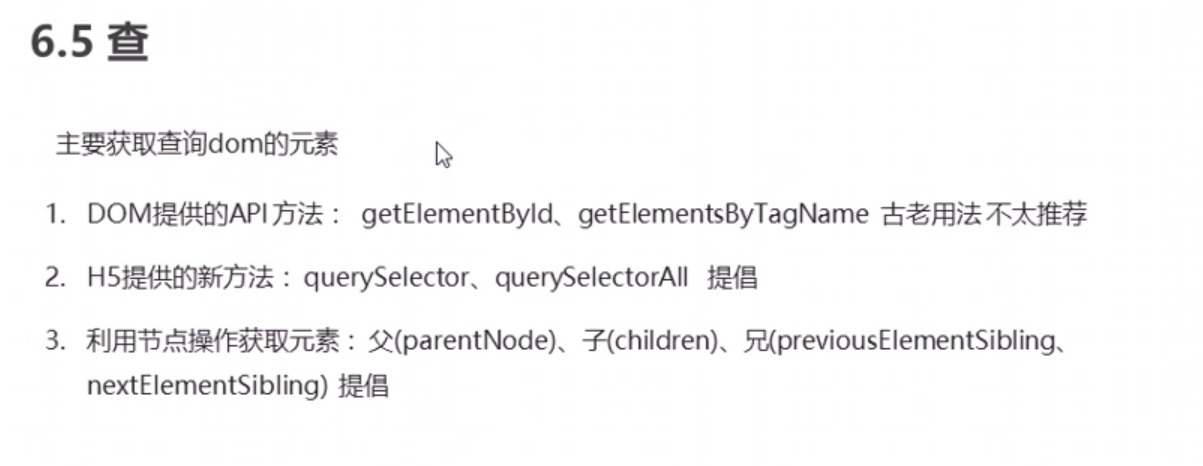 6.5 查
主要获取查询dom的元素
1. DOM提供的API 方法： getElementById、getElementsByTagName 古老用法 不太推荐
2. H5提供的新方法：querySelector、querySelectorAll 提倡
3. 利用节点操作获取元素：父(parentNode)、子(children)、兄(previousElementSibling、
nextElementSibling) 提倡